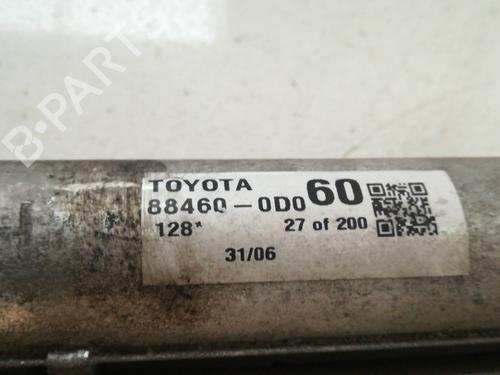 TOYOTA
88460-0D060
128*
27 of 200
31/06
B-PARTS